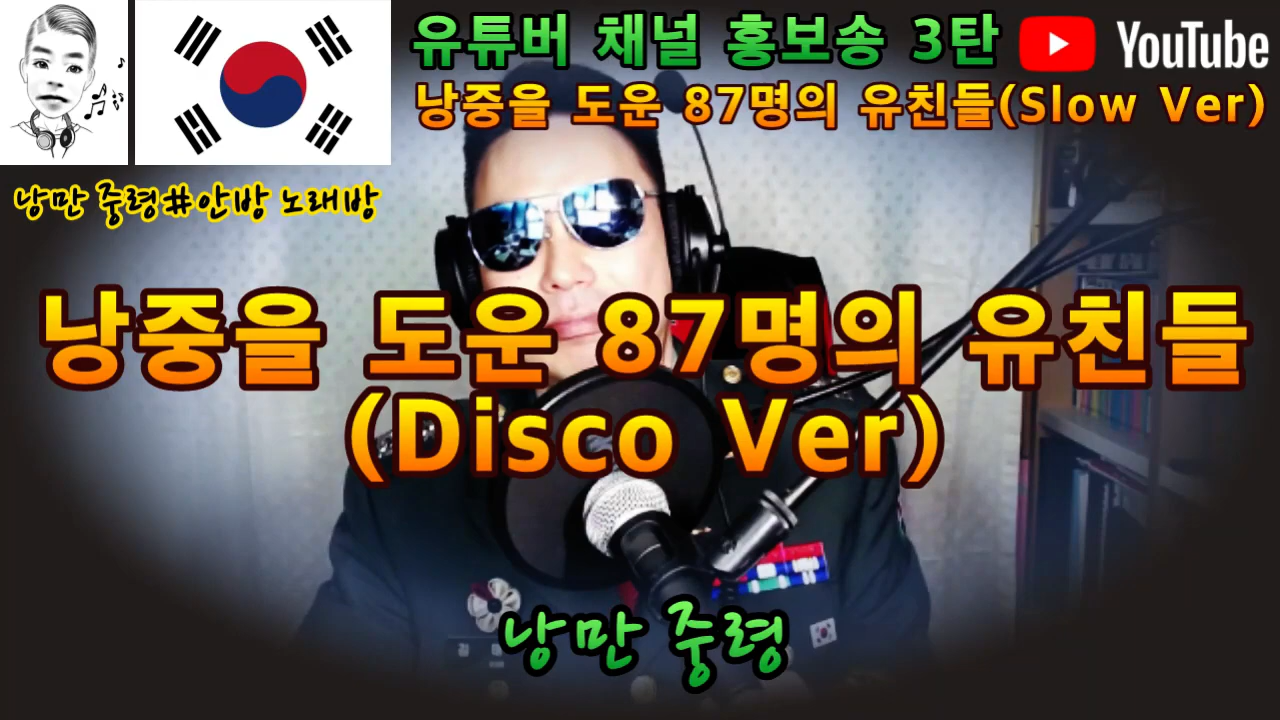 유튜버 채널 홍보송 3탄 YouTube
낭중을 도운 87명의 유친들(Slow Ver)
낭만 중령#안방 노래방
낭중을 도운 87명의 유친들
(Disco Ver)
낭만 중령